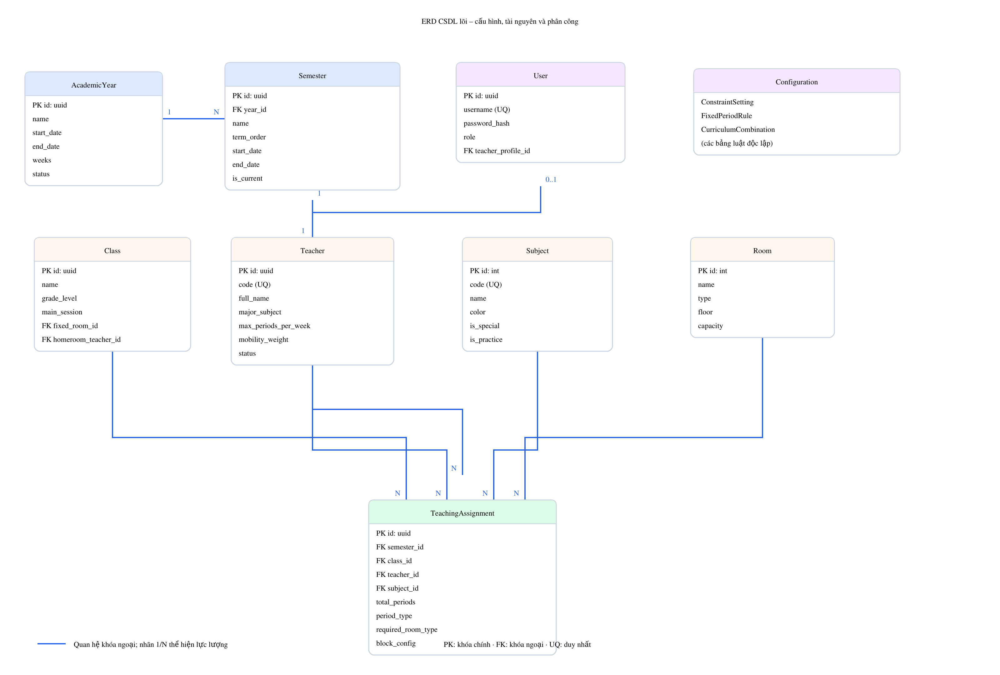 ERD CSDL lõi – cấu hình, tài nguyên và phân công
AcademicYear
PK id: uuid
name
start_date
end_date
weeks
status
1
N
Semester
PK id: uuid
FK year_id
name
term_order
start_date
end_date
is_current
1
User
PK id: uuid
username (UQ)
password_hash
role
FK teacher_profile_id
0..1
Configuration
ConstraintSetting
FixedPeriodRule
CurriculumCombination
(các bảng luật độc lập)
1
Class
PK id: uuid
name
grade_level
main_session
FK fixed_room_id
FK homeroom_teacher_id
Teacher
PK id: uuid
code (UQ)
full_name
major_subject
max_periods_per_week
mobility_weight
status
Subject
PK id: int
code (UQ)
name
color
is_special
is_practice
Room
PK id: int
name
type
floor
capacity
N
N
N
N
N
TeachingAssignment
PK id: uuid
FK semester_id
FK class_id
FK teacher_id
FK subject_id
total_periods
period_type
required_room_type
block_config
Quan hệ khóa ngoại; nhãn 1/N thể hiện lực lượng
PK: khóa chính · FK: khóa ngoại · UQ: duy nhất